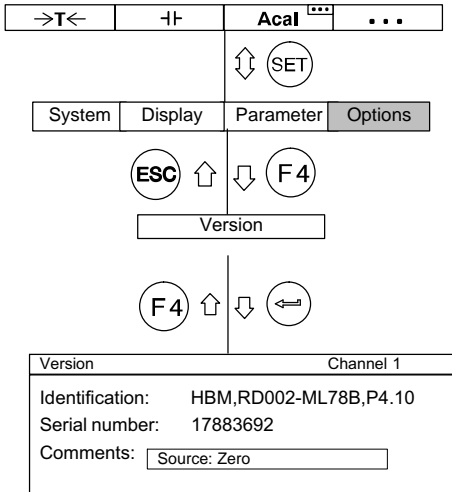 →T← ⊣⊢ Acal ...
SET
System Display Parameter Options
ESC F4
Version
F4
Version Channel 1
Identification: HBM,RD002-ML78B,P4.10
Serial number: 17883692
Comments: Source: Zero